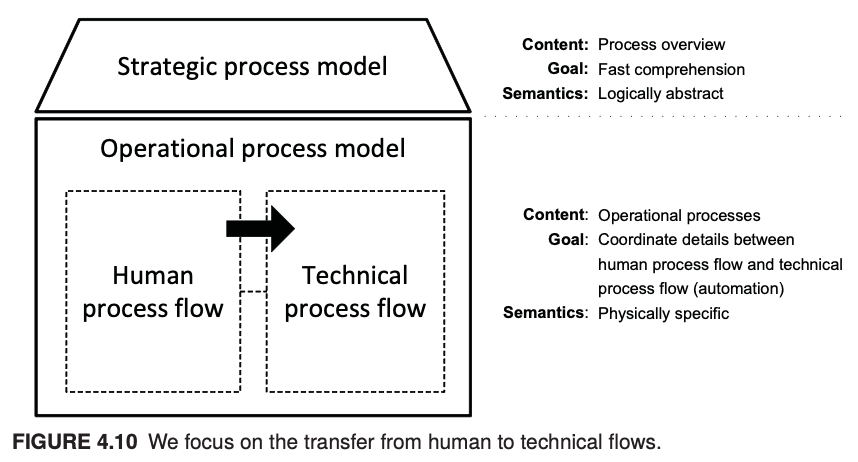 Strategic process model
Content: Process overview
Goal: Fast comprehension
Semantics: Logically abstract
Operational process model
Human
process flow
Technical
process flow
Content: Operational processes
Goal: Coordinate details between
human process flow and technical
process flow (automation)
Semantics: Physically specific
FIGURE 4.10 We focus on the transfer from human to technical flows.